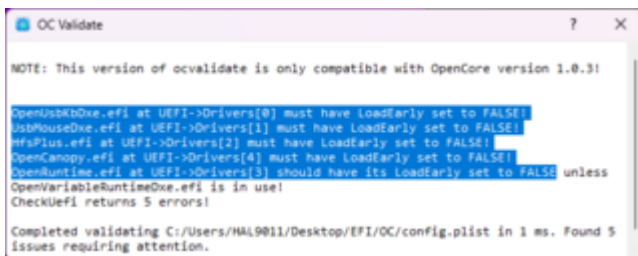 OC Validate
NOTE: This version of ocvalidate is only compatible with OpenCore version 1.0.3!
OpenUsbKbDxe.efi at UEFI->Drivers[0] must have LoadEarly set to FALSE!
UsbMouseDxe.efi at UEFI->Drivers[1] must have LoadEarly set to FALSE!
HfsPlus.efi at UEFI->Drivers[2] must have LoadEarly set to FALSE!
OpenCanopy.efi at UEFI->Drivers[4] must have LoadEarly set to FALSE!
OpenRuntime.efi at UEFI->Drivers[3] should have its LoadEarly set to FALSE unless
OpenVariableRuntimeDxe.efi is in use!
CheckUefi returns 5 errors!
Completed validating C:/Users/HAL9011/Desktop/EFI/OC/config.plist in 1 ms. Found 5
issues requiring attention.